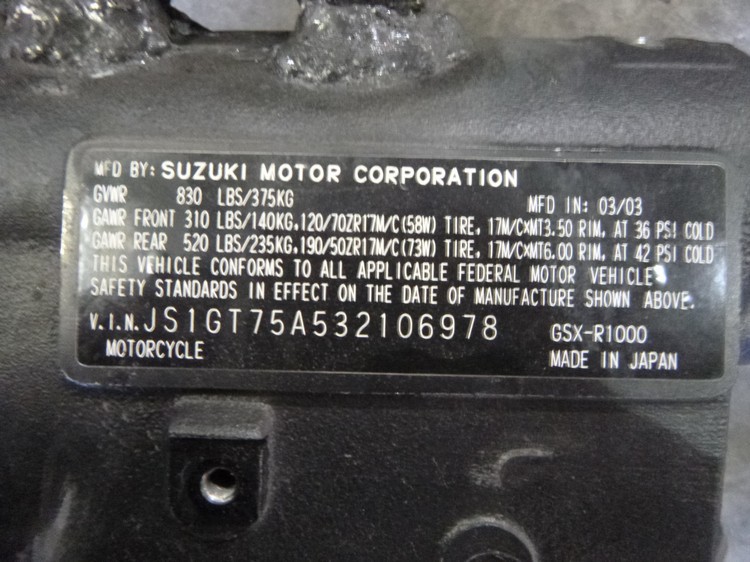 MFD BY: SUZUKI MOTOR CORPORATION
GVWR 830 LBS/375KG MFD IN: 03/03
GAWR FRONT 310 LBS/140KG,120/70ZR17M/C(58W) TIRE, 17M/C×MT3.50 RIM, AT 36 PSI COLD
GAWR REAR 520 LBS/235KG,190/50ZR17M/C(73W) TIRE, 17M/C×MT6.00 RIM, AT 42 PSI COLD
THIS VEHICLE CONFORMS TO ALL APPLICABLE FEDERAL MOTOR VEHICLE
SAFETY STANDARDS IN EFFECT ON THE DATE OF MANUFACTURE SHOWN ABOVE.
V.I.N. JS1GT75A532106978 GSX-R1000
MOTORCYCLE MADE IN JAPAN